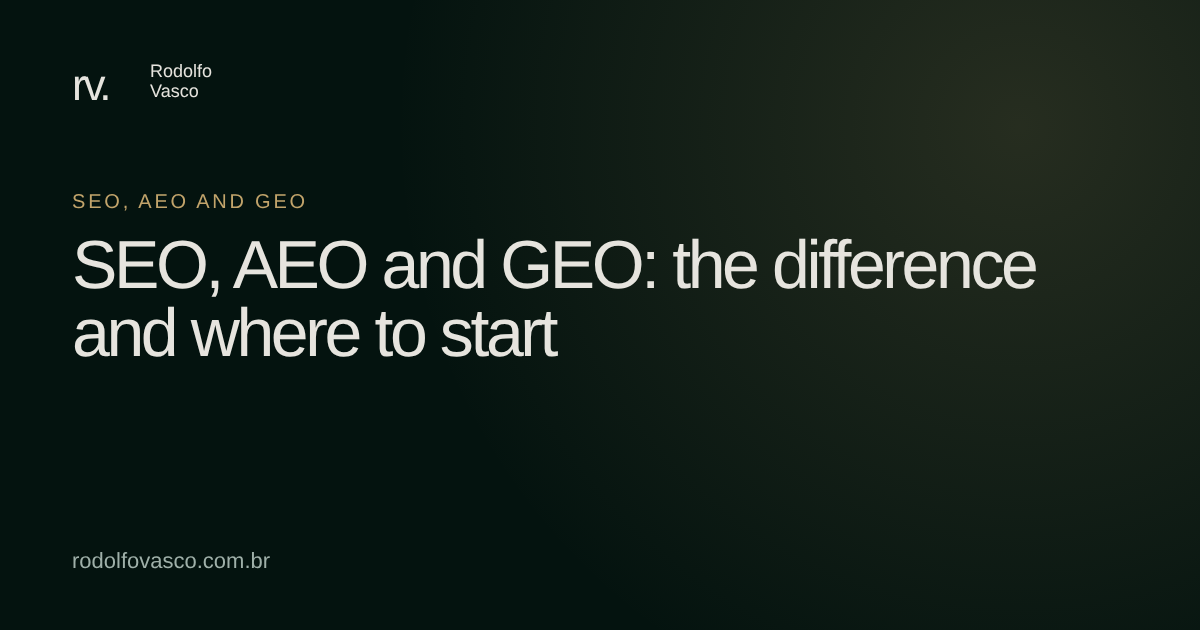 rv.
Rodolfo
Vasco
SEO, AEO AND GEO
SEO, AEO and GEO: the difference
and where to start
rodolfovasco.com.br